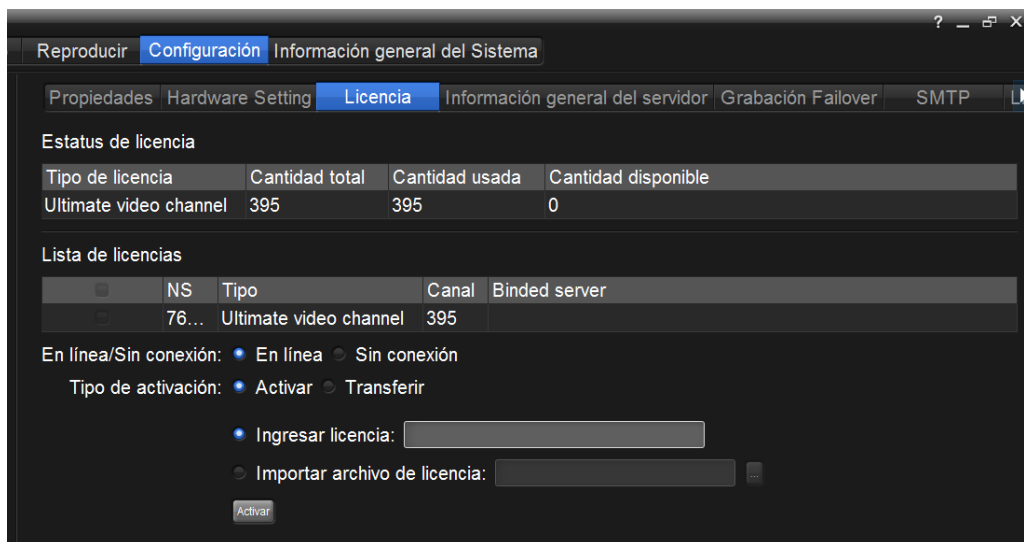 ? _ X
Reproducir Configuración Información general del Sistema
Propiedades Hardware Setting Licencia Información general del servidor Grabación Failover SMTP
Estatus de licencia
Tipo de licencia Cantidad total Cantidad usada Cantidad disponible
Ultimate video channel 395 395 0
Lista de licencias
NS Tipo Canal Binded server
76... Ultimate video channel 395
En línea/Sin conexión: En línea Sin conexión
Tipo de activación: Activar Transferir
Ingresar licencia:
Importar archivo de licencia: ...
Activar